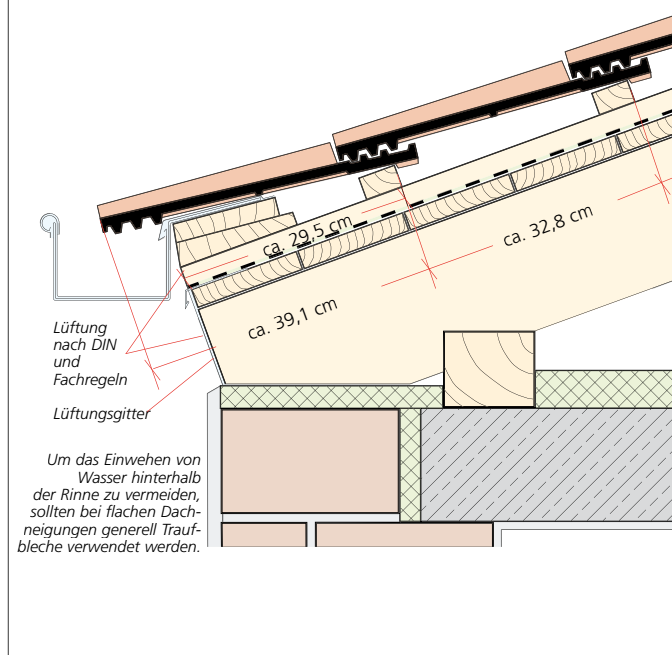 ca. 29,5 cm
ca. 32,8 cm
ca. 39,1 cm
Lüftung
nach DIN
und
Fachregeln
Lüftungsgitter
Um das Einwehen von
Wasser hinterhalb
der Rinne zu vermeiden,
sollten bei flachen Dach-
neigungen generell Trauf-
bleche verwendet werden.